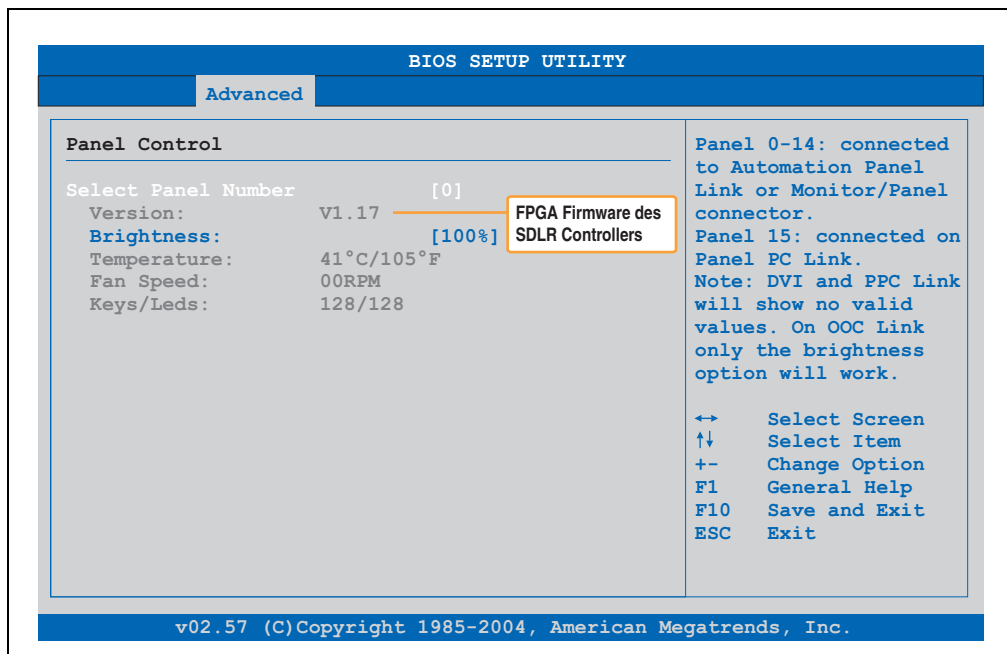 BIOS SETUP UTILITY
Advanced
Panel Control
Select Panel Number [0]
Version: V1.17
Brightness: [100%]
Temperature: 41°C/105°F
Fan Speed: 00RPM
Keys/Leds: 128/128
FPGA Firmware des
SDLR Controllers
Panel 0-14: connected
to Automation Panel
Link or Monitor/Panel
connector.
Panel 15: connected on
Panel PC Link.
Note: DVI and PPC Link
will show no valid
values. On OOC Link
only the brightness
option will work.
↔ Select Screen
↑↓ Select Item
+- Change Option
F1 General Help
F10 Save and Exit
ESC Exit
v02.57 (C)Copyright 1985-2004, American Megatrends, Inc.